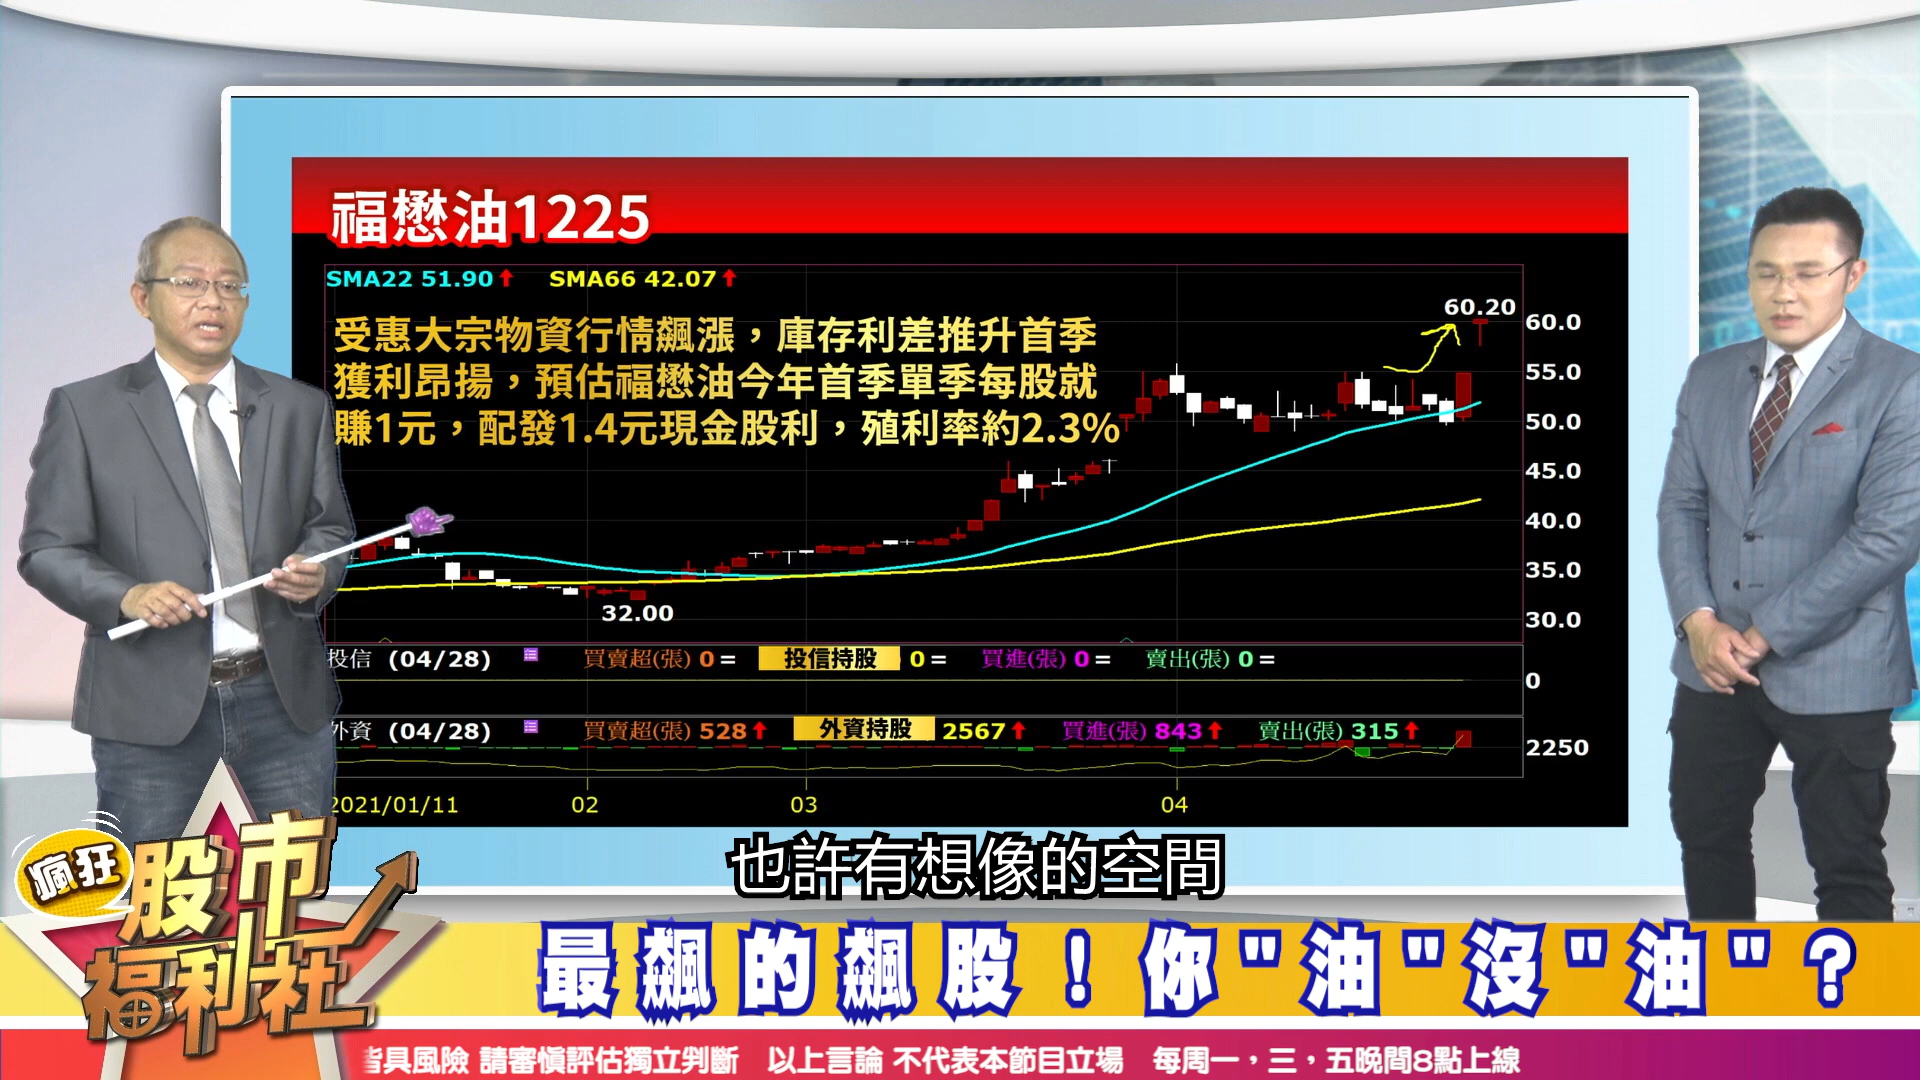 福懋油1225
SMA22 51.90↑ SMA66 42.07↑
受惠大宗物資行情飆漲，庫存利差推升首季
獲利昂揚，預估福懋油今年首季單季每股就
賺1元，配發1.4元現金股利，殖利率約2.3%
60.20
60.0
55.0
50.0
45.0
40.0
35.0
30.0
32.00
投信 (04/28) 買賣超(張) 0 = 投信持股 0 = 買進(張) 0 = 賣出(張) 0 =
0
外資 (04/28) 買賣超(張) 528↑ 外資持股 2567↑ 買進(張) 843↑ 賣出(張) 315↑
2250
2021/01/11 02 03 04
也許有想像的空間
瘋狂
股市
福利社
最飆的飆股！你"油"沒"油"？
皆具風險 請審慎評估獨立判斷 以上言論 不代表本節目立場 每周一，三，五晚間8點上線